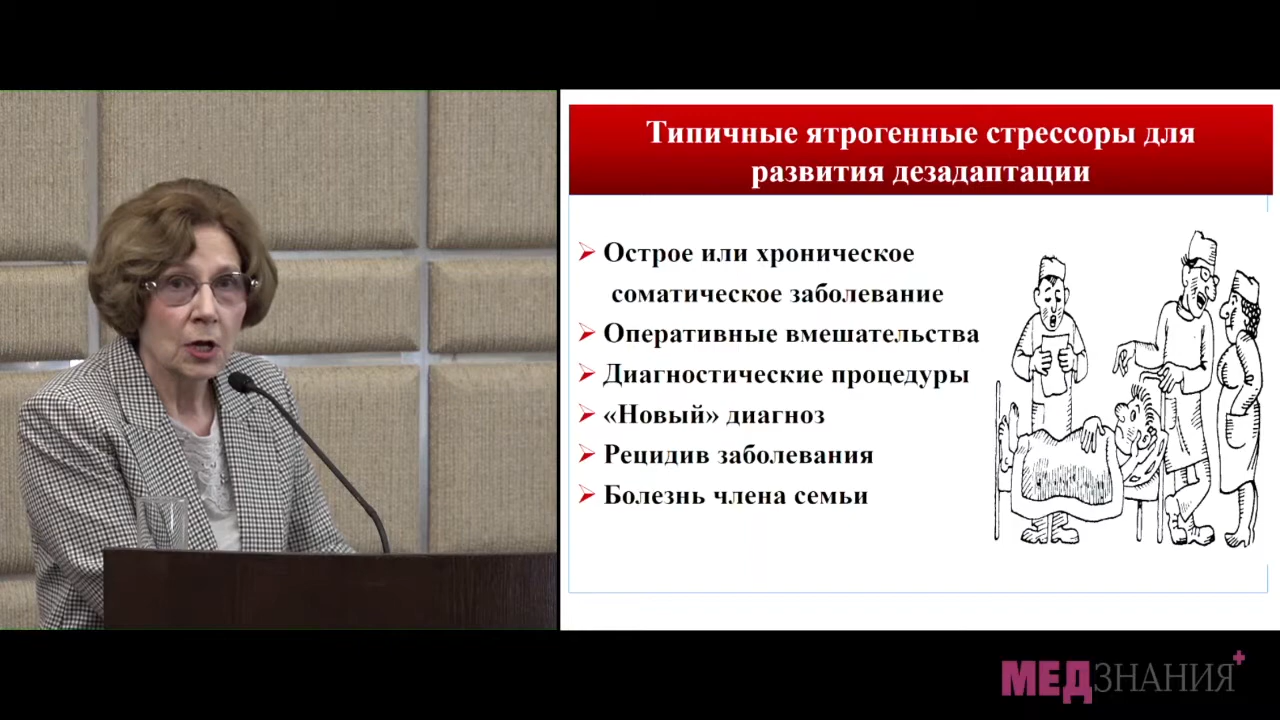 Типичные ятрогенные стрессоры для
развития дезадаптации
Острое или хроническое
соматическое заболевание
Оперативные вмешательства
Диагностические процедуры
«Новый» диагноз
Рецидив заболевания
Болезнь члена семьи
МЕДЗНАНИЯ+